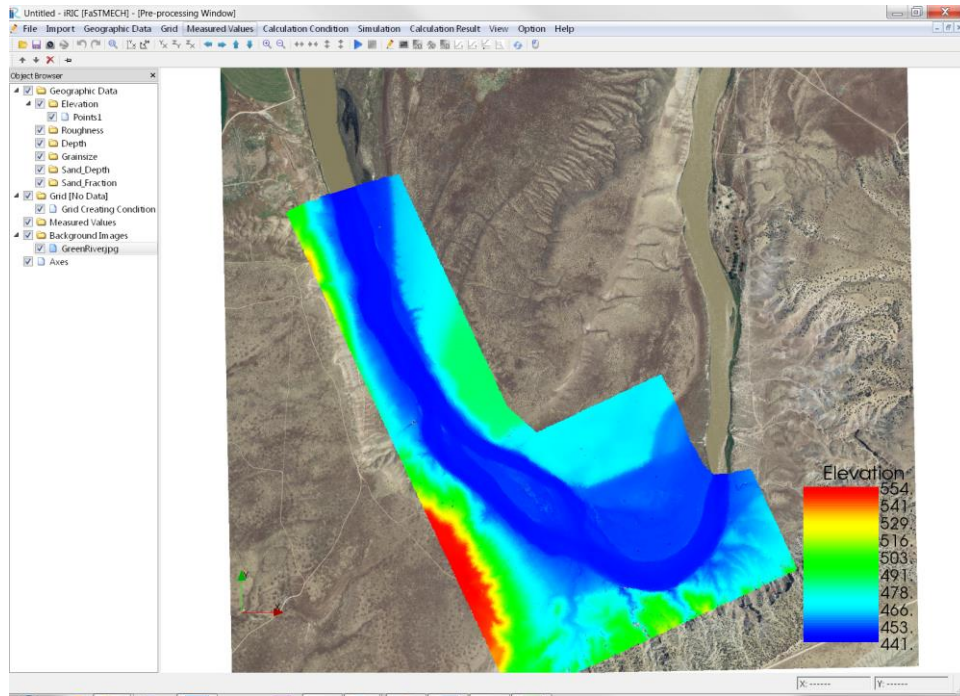 Untitled - iRIC [FaSTMECH] - [Pre-processing Window]
File Import Geographic Data Grid Measured Values Calculation Condition Simulation Calculation Result View Option Help
Object Browser
Geographic Data
Elevation
Points1
Roughness
Depth
Grainsize
Sand_Depth
Sand_Fraction
Grid [No Data]
Grid Creating Condition
Measured Values
Background Images
GreenRiver.jpg
Axes
Elevation
554.
541.
529.
516.
503.
491.
478.
466.
453.
441.
X: ------ Y: ------